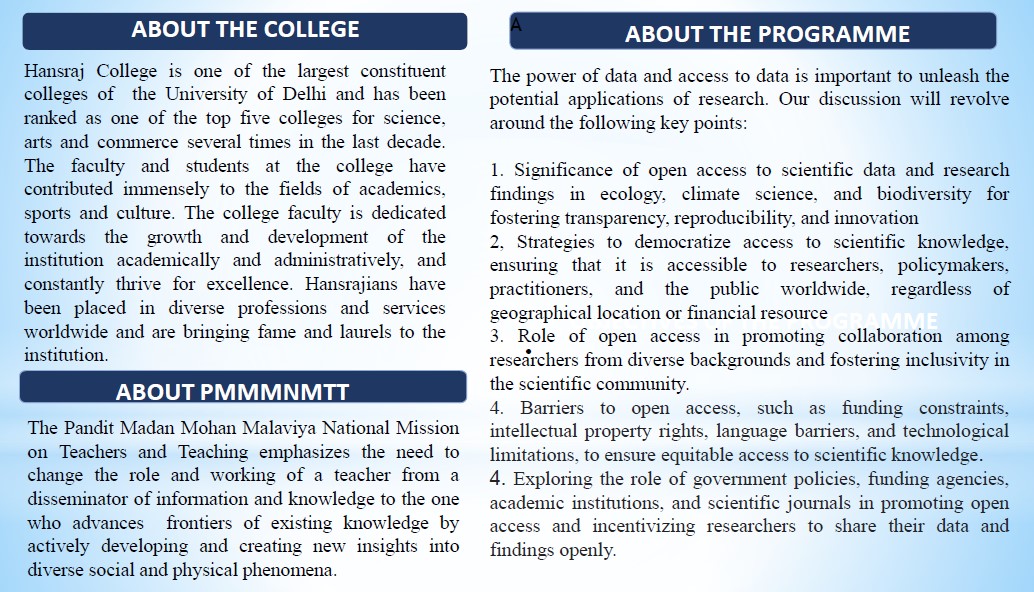 ABOUT THE COLLEGE
Hansraj College is one of the largest constituent
colleges of the University of Delhi and has been
ranked as one of the top five colleges for science,
arts and commerce several times in the last decade.
The faculty and students at the college have
contributed immensely to the fields of academics,
sports and culture. The college faculty is dedicated
towards the growth and development of the
institution academically and administratively, and
constantly thrive for excellence. Hansrajians have
been placed in diverse professions and services
worldwide and are bringing fame and laurels to the
institution.
ABOUT PMMMNMTT
The Pandit Madan Mohan Malaviya National Mission
on Teachers and Teaching emphasizes the need to
change the role and working of a teacher from a
disseminator of information and knowledge to the one
who advances frontiers of existing knowledge by
actively developing and creating new insights into
diverse social and physical phenomena.
A
ABOUT THE PROGRAMME
The power of data and access to data is important to unleash the
potential applications of research. Our discussion will revolve
around the following key points:
1. Significance of open access to scientific data and research
findings in ecology, climate science, and biodiversity for
fostering transparency, reproducibility, and innovation
2, Strategies to democratize access to scientific knowledge,
ensuring that it is accessible to researchers, policymakers,
practitioners, and the public worldwide, regardless of
geographical location or financial resource
PROGRAMME
3. Role of open access in promoting collaboration among
researchers from diverse backgrounds and fostering inclusivity in
the scientific community.
4. Barriers to open access, such as funding constraints,
intellectual property rights, language barriers, and technological
limitations, to ensure equitable access to scientific knowledge.
4. Exploring the role of government policies, funding agencies,
academic institutions, and scientific journals in promoting open
access and incentivizing researchers to share their data and
findings openly.